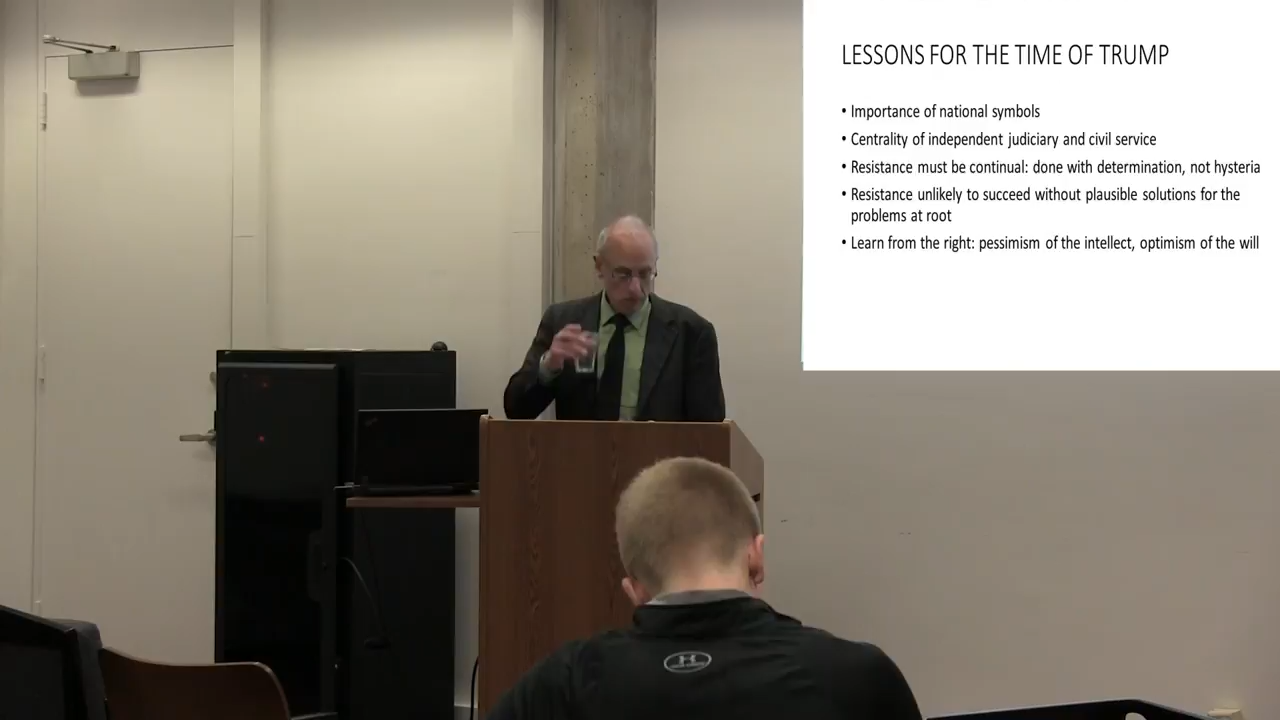 LESSONS FOR THE TIME OF TRUMP
• Importance of national symbols
• Centrality of independent judiciary and civil service
• Resistance must be continual: done with determination, not hysteria
• Resistance unlikely to succeed without plausible solutions for the
problems at root
• Learn from the right: pessimism of the intellect, optimism of the will